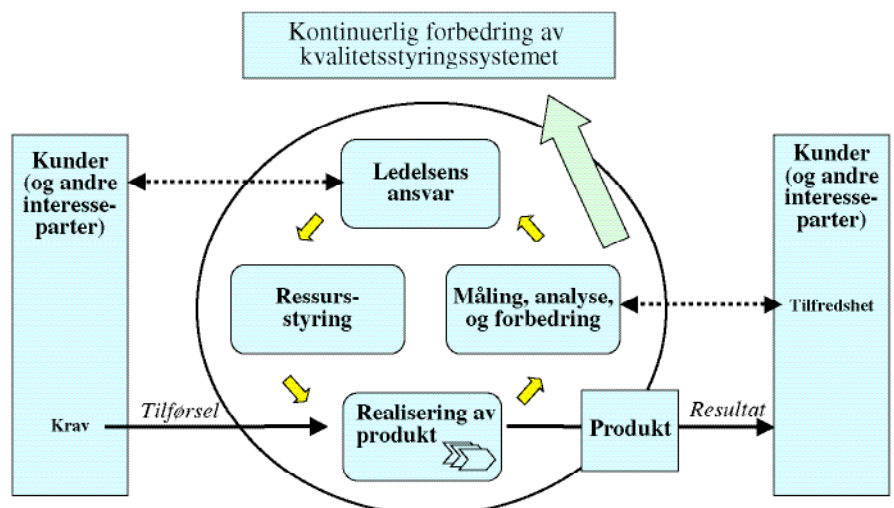 Kontinuerlig forbedring av
kvalitetsstyringssystemet
Kunder
(og andre
interesse-
parter)
Krav
Tilførsel
Ledelsens
ansvar
Ressurs-
styring
Måling, analyse,
og forbedring
Realisering av
produkt
Produkt
Resultat
Kunder
(og andre
interesse-
parter)
Tilfredshet